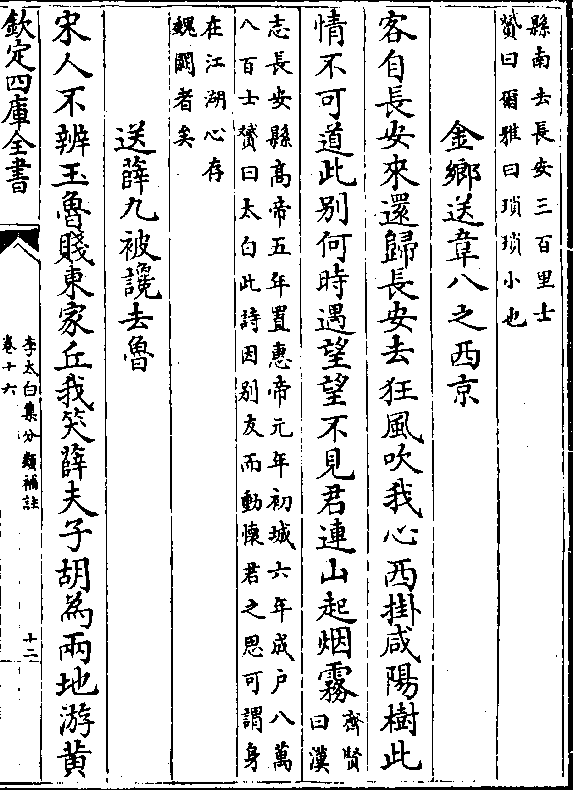 縣南去長安三百里士
贇曰爾雅曰瑣瑣小也
金鄉送韋八之西京
客自長安來還歸長安去狂風吹我心西掛咸陽樹此
情不可道此别何時遇望望不見君連山起烟霧
齊賢
曰漢
志長安縣髙帝五年置惠帝元年初城六年成户八萬
八百士贇曰太白此詩因别友而動懷君之思可謂身
在江湖心存
魏闕者矣
送薛九被讒去魯
宋人不辨玉魯賤東家丘我笑薛夫子胡為兩地游黄
欽定四庫全書
李太白集分類補註
卷十六
十二